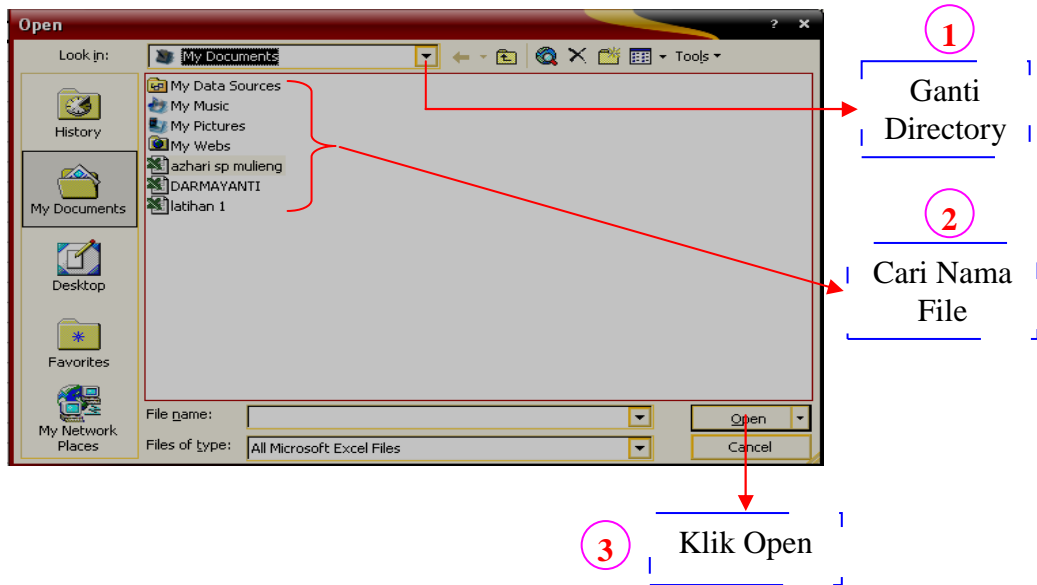 Open
Look in:
My Documents
Tools
History
My Documents
Desktop
Favorites
My Network
Places
My Data Sources
My Music
My Pictures
My Webs
azhari sp mulieng
DARMAYANTI
latihan 1
File name:
Open
Files of type:
All Microsoft Excel Files
Cancel
1
Ganti
Directory
2
Cari Nama
File
3
Klik Open